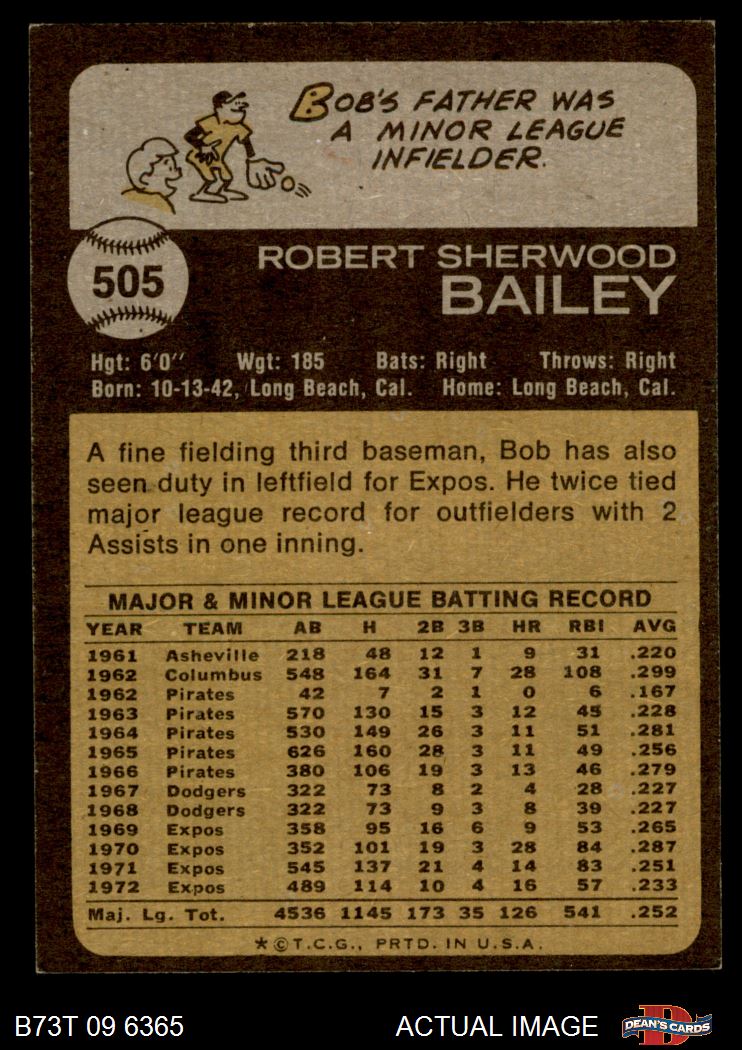 BOB'S FATHER WAS
A MINOR LEAGUE
INFIELDER.
505
ROBERT SHERWOOD
BAILEY
Hgt: 6'0" Wgt: 185 Bats: Right Throws: Right
Born: 10-13-42, Long Beach, Cal. Home: Long Beach, Cal.
A fine fielding third baseman, Bob has also
seen duty in leftfield for Expos. He twice tied
major league record for outfielders with 2
Assists in one inning.
MAJOR & MINOR LEAGUE BATTING RECORD
YEAR TEAM AB H 2B 3B HR RBI AVG
1961 Asheville 218 48 12 1 9 31 .220
1962 Columbus 548 164 31 7 28 108 .299
1962 Pirates 42 7 2 1 0 6 .167
1963 Pirates 570 130 15 3 12 45 .228
1964 Pirates 530 149 26 3 11 51 .281
1965 Pirates 626 160 28 3 11 49 .256
1966 Pirates 380 106 19 3 13 46 .279
1967 Dodgers 322 73 8 2 4 28 .227
1968 Dodgers 322 73 9 3 8 39 .227
1969 Expos 358 95 16 6 9 53 .265
1970 Expos 352 101 19 3 28 84 .287
1971 Expos 545 137 21 4 14 83 .251
1972 Expos 489 114 10 4 16 57 .233
Maj. Lg. Tot. 4536 1145 173 35 126 541 .252
*©T.C.G., PRTD. IN U.S.A.
B73T 09 6365 ACTUAL IMAGE D DEAN'S CARDS